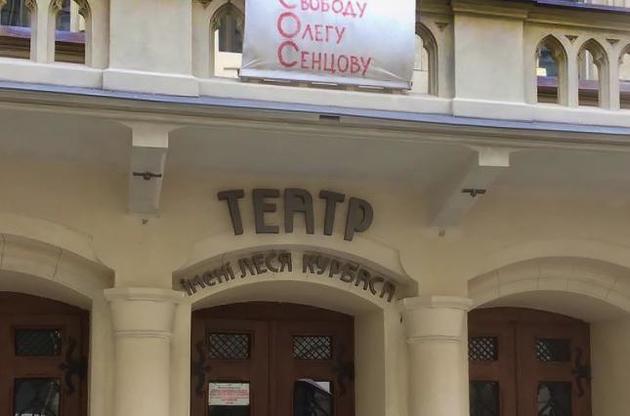 СВОБОДУ
ОЛЕГУ
СЕНЦОВУ
ТЕАТР
імені ЛЕСЯ КУРБАСА